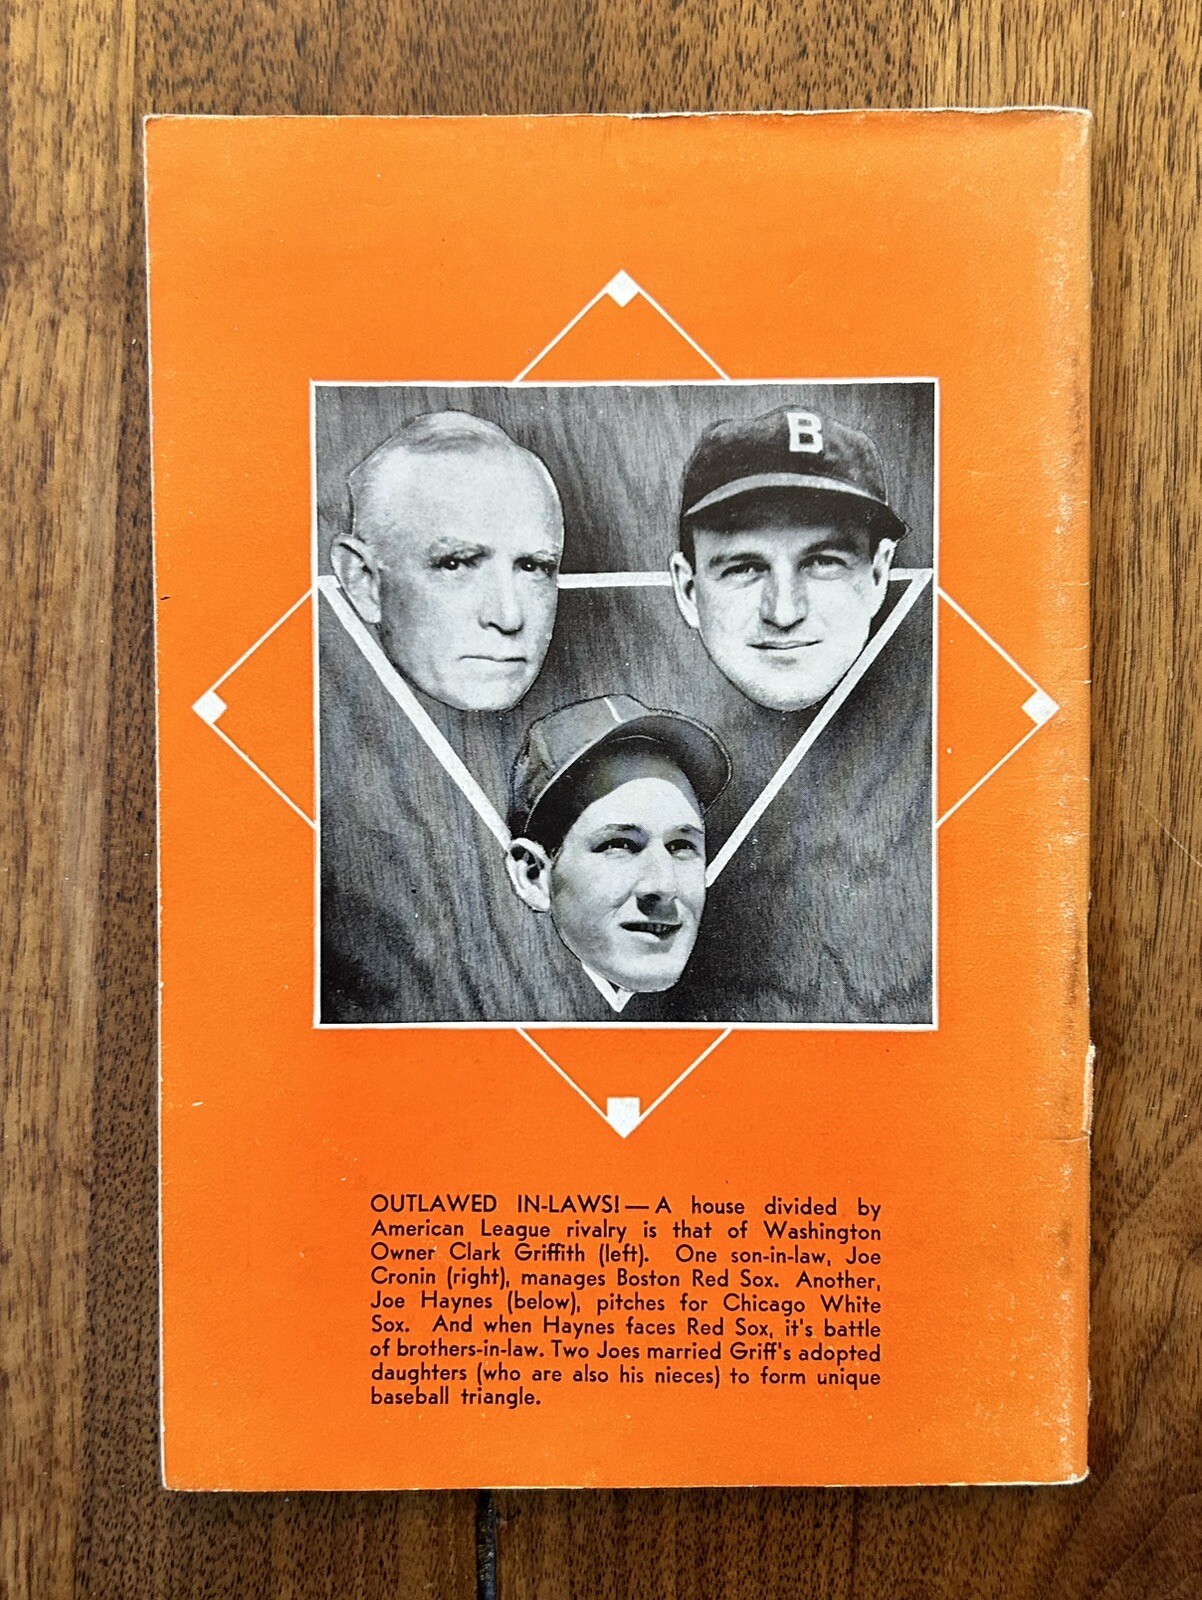 B
OUTLAWED IN-LAWS! — A house divided by
American League rivalry is that of Washington
Owner Clark Griffith (left). One son-in-law, Joe
Cronin (right), manages Boston Red Sox. Another,
Joe Haynes (below), pitches for Chicago White
Sox. And when Haynes faces Red Sox, it's battle
of brothers-in-law. Two Joes married Griff's adopted
daughters (who are also his nieces) to form unique
baseball triangle.